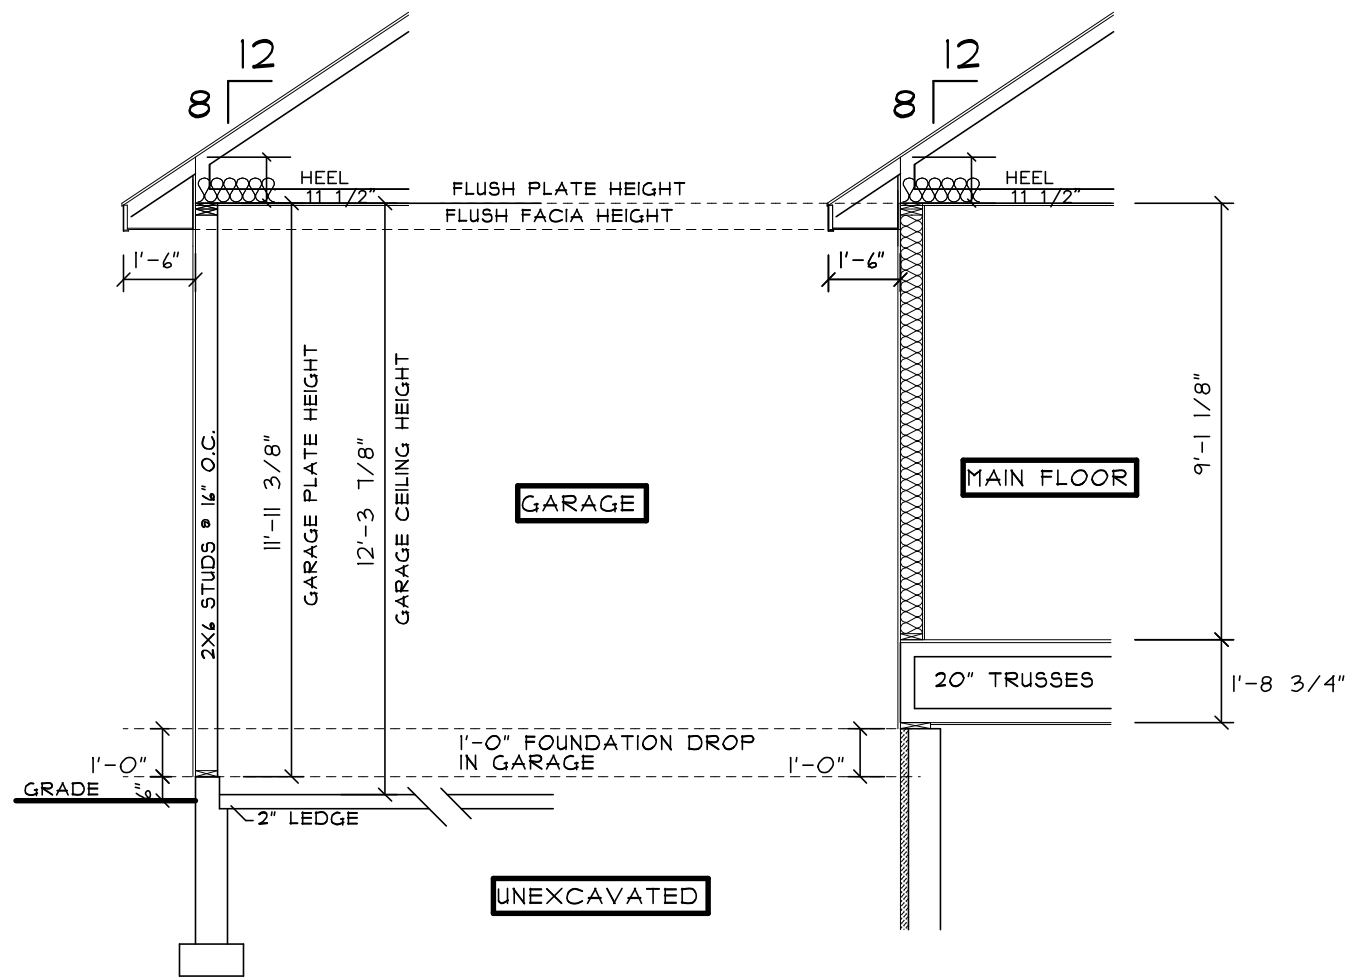 12
8
12
8
HEEL
11 1/2"
FLUSH PLATE HEIGHT
FLUSH FACIA HEIGHT
HEEL
11 1/2"
1'-6"
1'-6"
2X6 STUDS @ 16" O.C.
11'-11 3/8"
GARAGE PLATE HEIGHT
12'-3 7/8"
GARAGE CEILING HEIGHT
GARAGE
MAIN FLOOR
9'-1 1/8"
20" TRUSSES
1'-8 3/4"
1'-0" FOUNDATION DROP
IN GARAGE
1'-0"
1'-0"
GRADE
6"
2" LEDGE
UNEXCAVATED